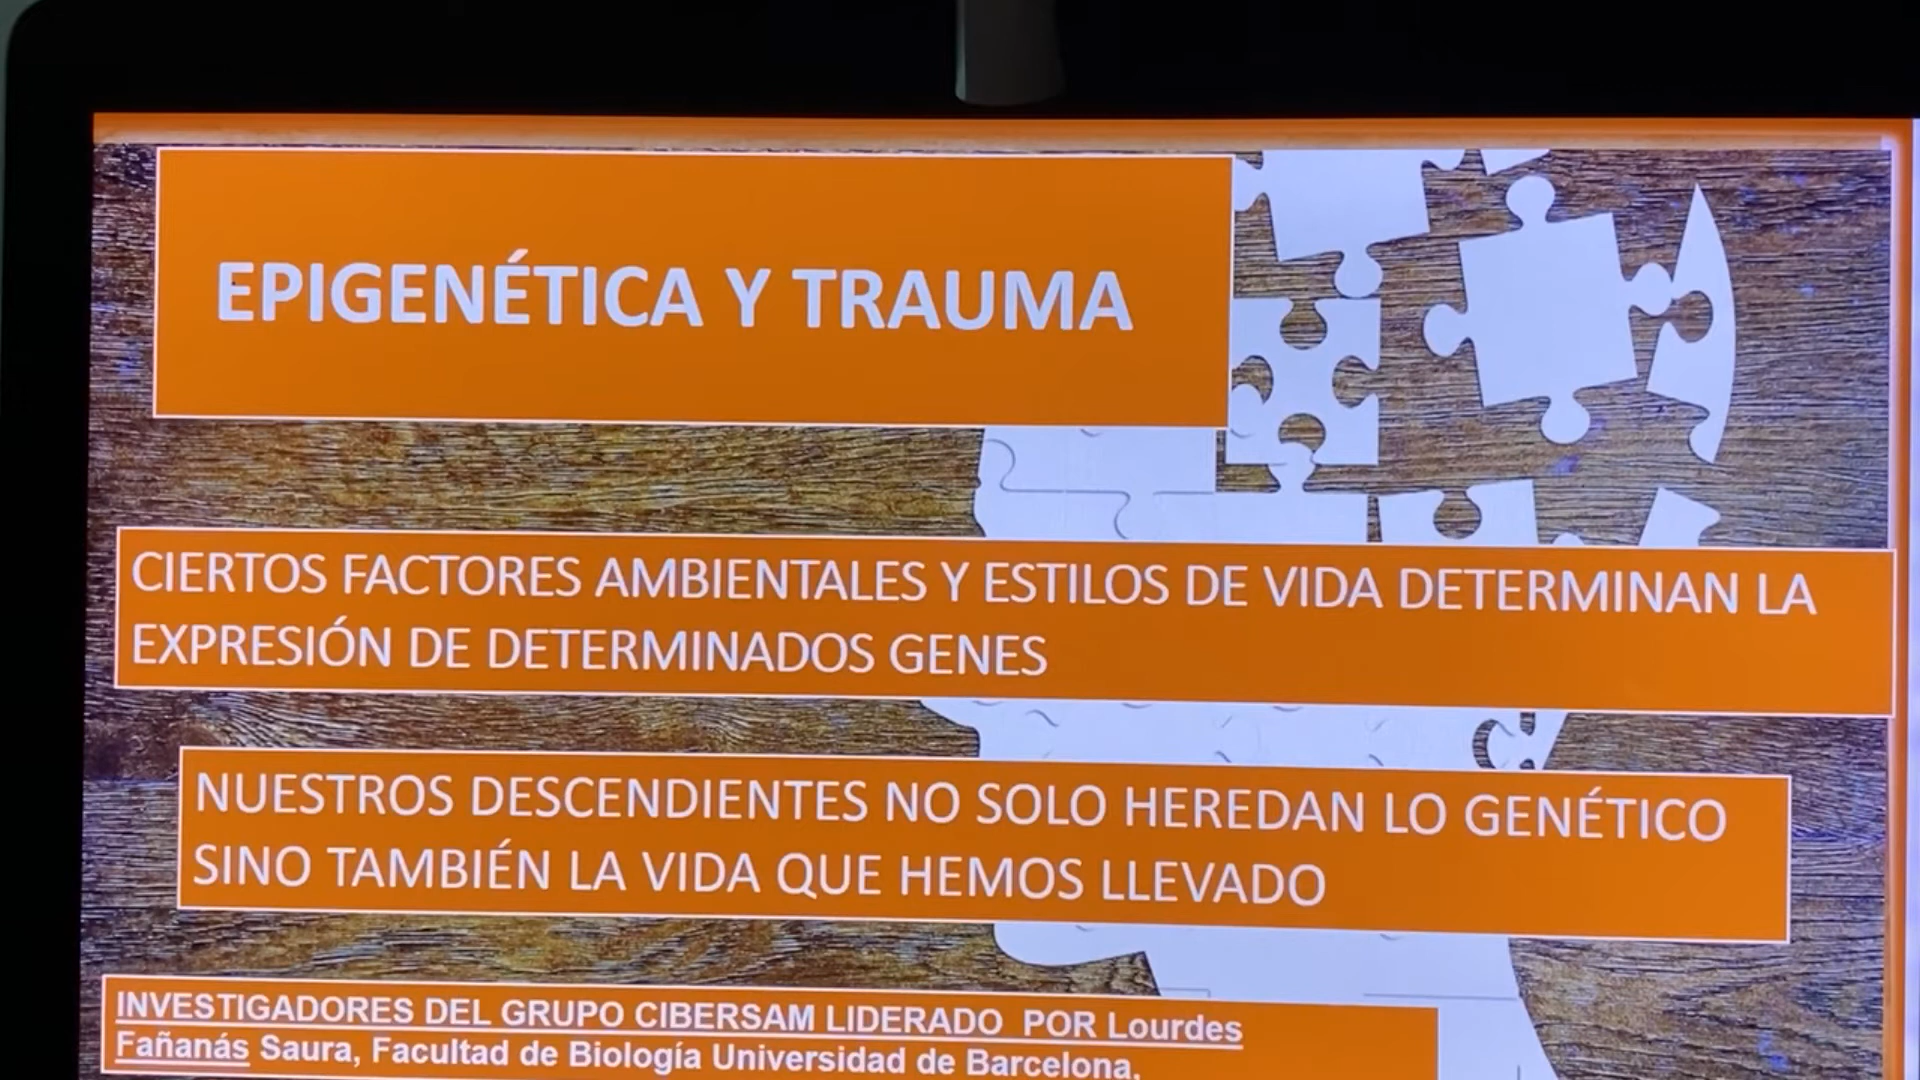 EPIGENÉTICA Y TRAUMA
CIERTOS FACTORES AMBIENTALES Y ESTILOS DE VIDA DETERMINAN LA
EXPRESIÓN DE DETERMINADOS GENES
NUESTROS DESCENDIENTES NO SOLO HEREDAN LO GENÉTICO
SINO TAMBIÉN LA VIDA QUE HEMOS LLEVADO
INVESTIGADORES DEL GRUPO CIBERSAM LIDERADO POR Lourdes
Fañanás Saura, Facultad de Biología Universidad de Barcelona,